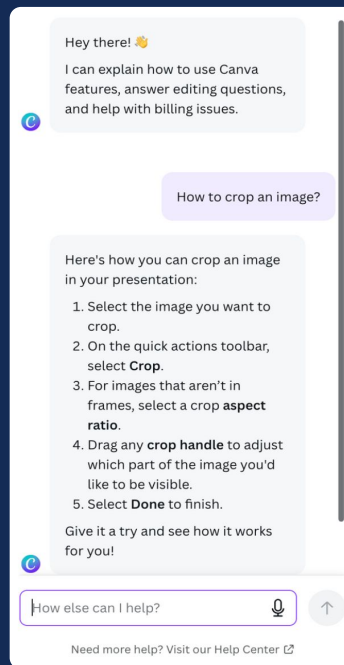 Hey there! 👋
I can explain how to use Canva
features, answer editing questions,
and help with billing issues.
How to crop an image?
Here's how you can crop an image
in your presentation:
1. Select the image you want to
crop.
2. On the quick actions toolbar,
select Crop.
3. For images that aren’t in
frames, select a crop aspect
ratio.
4. Drag any crop handle to adjust
which part of the image you'd
like to be visible.
5. Select Done to finish.
Give it a try and see how it works
for you!
How else can I help?
Need more help? Visit our Help Center